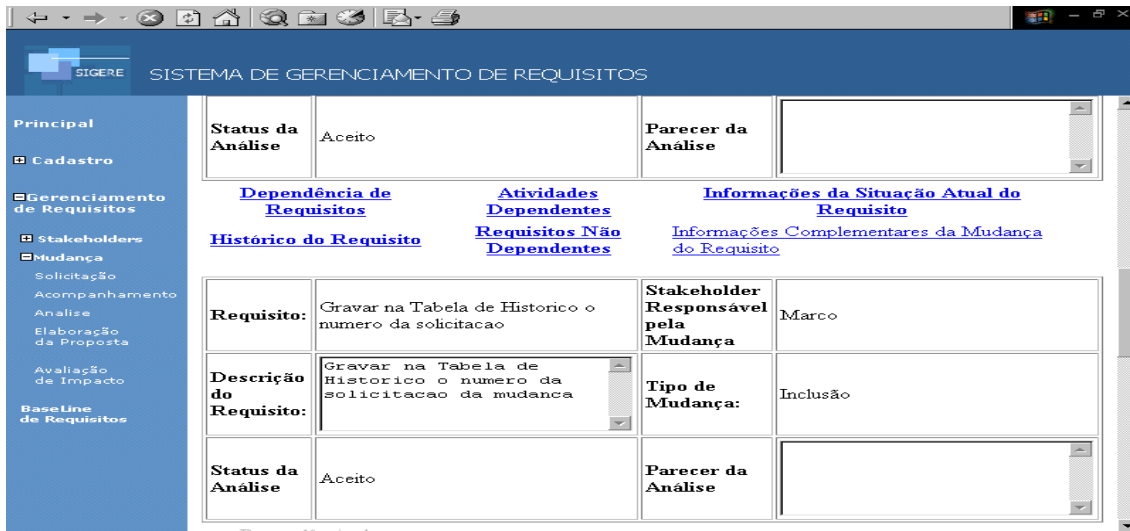 SIGERE
SISTEMA DE GERENCIAMENTO DE REQUISITOS
Principal
Cadastro
Gerenciamento
de Requisitos
Stakeholders
Mudança
Solicitação
Acompanhamento
Analise
Elaboração
da Proposta
Avaliação
de Impacto
BaseLine
de Requisitos
Status da
Análise
Aceito
Parecer da
Análise
Dependência de
Requisitos
Atividades
Dependentes
Informações da Situação Atual do
Requisito
Histórico do Requisito
Requisitos Não
Dependentes
Informações Complementares da Mudança
do Requisito
Requisito:
Gravar na Tabela de Historico o
numero da solicitacao
Stakeholder
Responsável
pela
Mudança
Marco
Descrição
do
Requisito:
Gravar na Tabela de
Historico o numero da
solicitacao da mudanca
Tipo de
Mudança:
Inclusão
Status da
Análise
Aceito
Parecer da
Análise